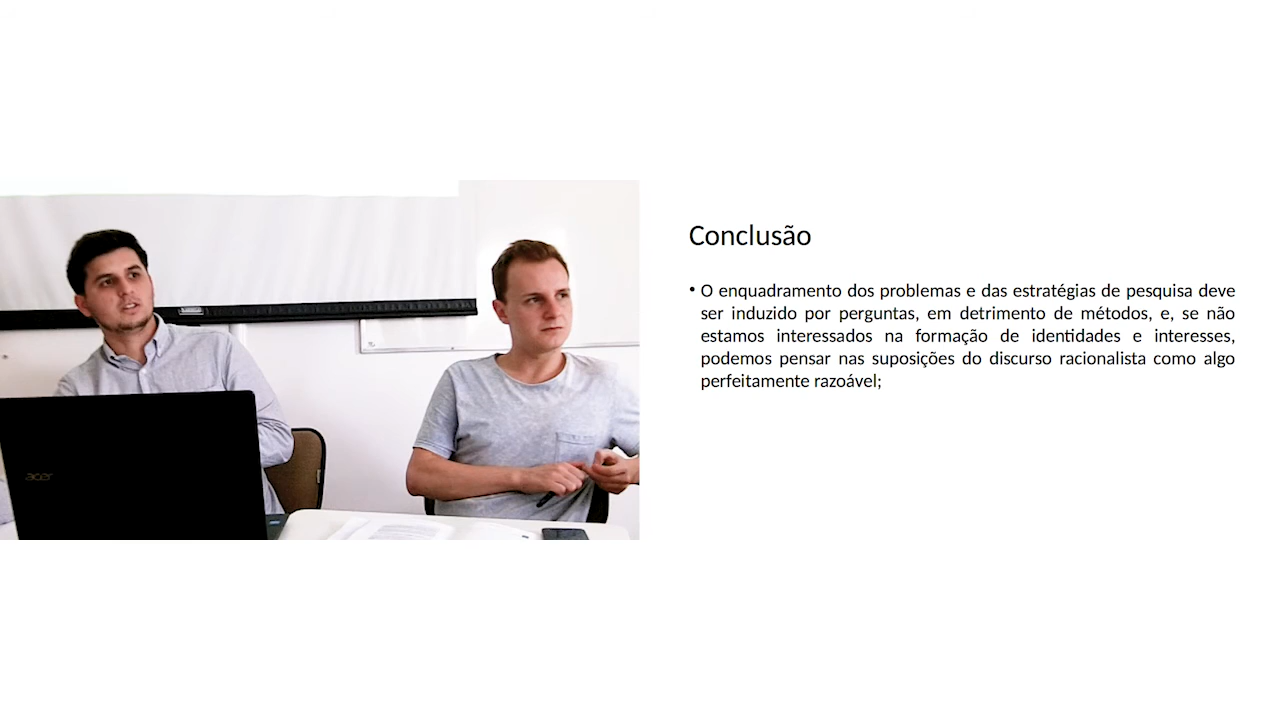 Conclusão
• O enquadramento dos problemas e das estratégias de pesquisa deve
ser induzido por perguntas, em detrimento de métodos, e, se não
estamos interessados na formação de identidades e interesses,
podemos pensar nas suposições do discurso racionalista como algo
perfeitamente razoável;
acer